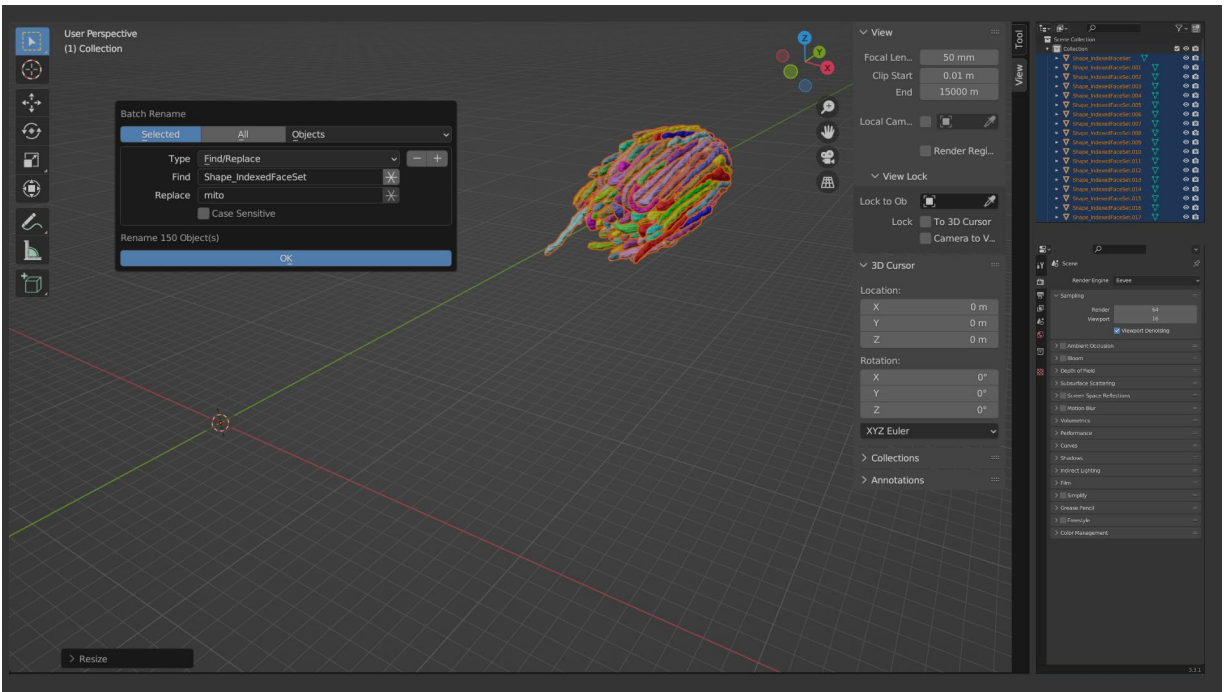 User Perspective
(1) Collection
Batch Rename
Selected All Objects
Type Find/Replace
Find Shape_IndexedFaceSet
Replace mito
Case Sensitive
Rename 150 Object(s)
OK
Resize
Z
Y
X
View
Focal Len... 50 mm
Clip Start 0.01 m
End 15000 m
Local Cam...
Render Regi...
View Lock
Lock to Ob
Lock To 3D Cursor
Camera to V...
3D Cursor
Location:
X 0 m
Y 0 m
Z 0 m
Rotation:
X 0°
Y 0°
Z 0°
XYZ Euler
Collections
Annotations
Tool
View
Scene Collection
Collection
Shape_IndexedFaceSet
Shape_IndexedFaceSet.001
Shape_IndexedFaceSet.002
Shape_IndexedFaceSet.003
Shape_IndexedFaceSet.004
Shape_IndexedFaceSet.005
Shape_IndexedFaceSet.006
Shape_IndexedFaceSet.007
Shape_IndexedFaceSet.008
Shape_IndexedFaceSet.009
Shape_IndexedFaceSet.010
Shape_IndexedFaceSet.011
Shape_IndexedFaceSet.012
Shape_IndexedFaceSet.013
Shape_IndexedFaceSet.014
Shape_IndexedFaceSet.015
Shape_IndexedFaceSet.016
Shape_IndexedFaceSet.017
Scene
Render Engine Eevee
Sampling
Render 64
Viewport 16
Viewport Denoising
Ambient Occlusion
Bloom
Depth of Field
Subsurface Scattering
Screen Space Reflections
Motion Blur
Volumetrics
Performance
Curves
Shadows
Indirect Lighting
Film
Simplify
Grease Pencil
Freestyle
Color Management
3.3.1